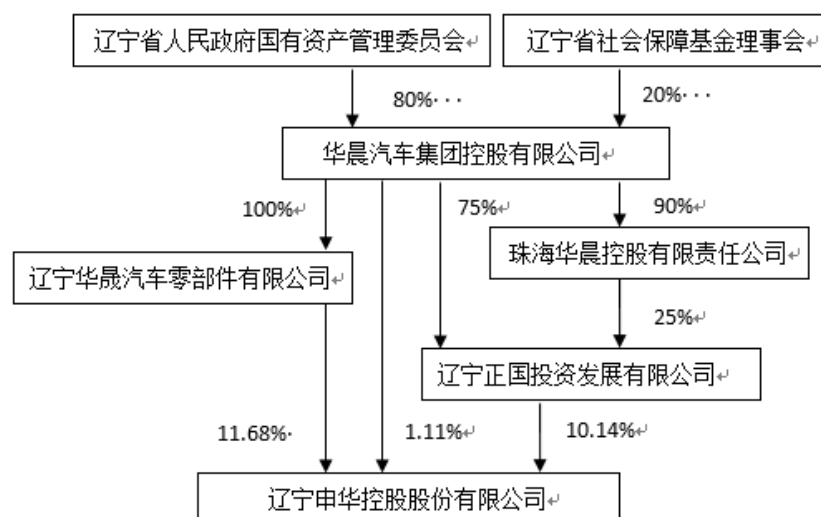 辽宁省人民政府国有资产管理委员会
辽宁省社会保障基金理事会
80%···
20%···
华晨汽车集团控股有限公司
100%
75%
90%
辽宁华晟汽车零部件有限公司
珠海华晨控股有限责任公司
25%
辽宁正国投资发展有限公司
11.68%·
1.11%
10.14%
辽宁申华控股股份有限公司